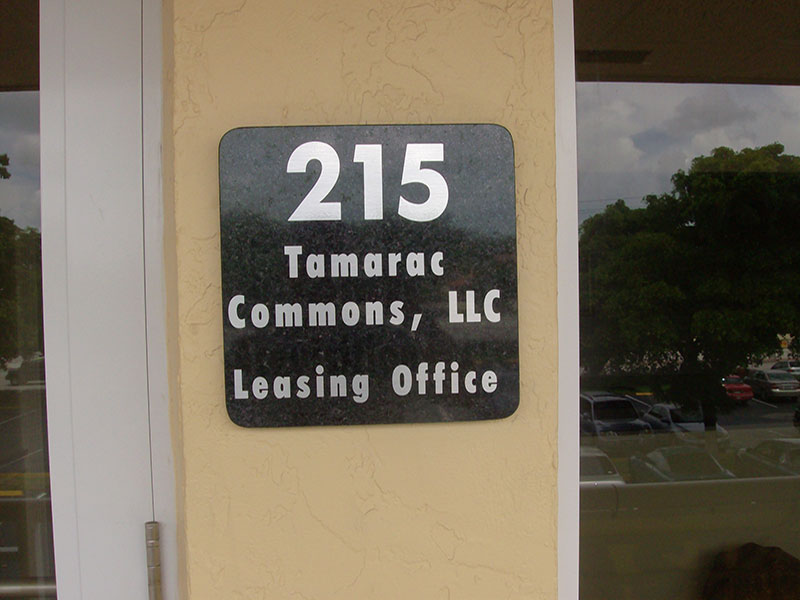 215
Tamarac
Commons, LLC
Leasing Office